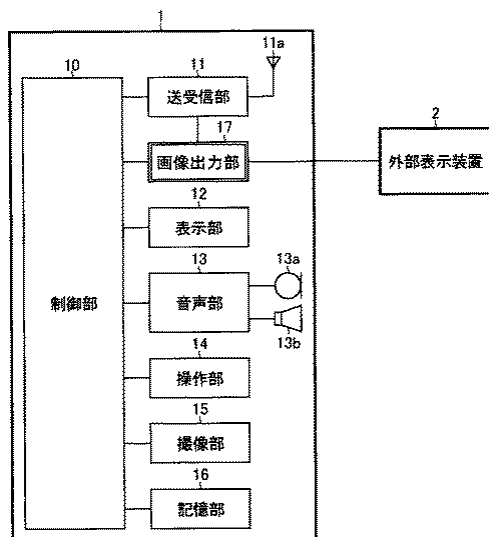 1
10
11
11a
送受信部
17
画像出力部
2
外部表示装置
12
表示部
13
13a
音声部
13b
制御部
14
操作部
15
撮像部
16
記憶部